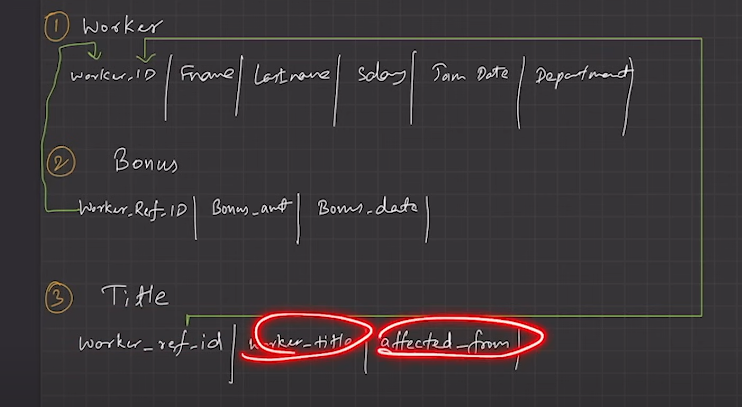 ① Worker
Worker_ID | Fname | Lastname | Salary | Join Date | Department |
② Bonus
Worker_Ref_ID | Bonus_amt | Bonus_date |
③ Title
Worker_ref_id | worker_title | affected_from |